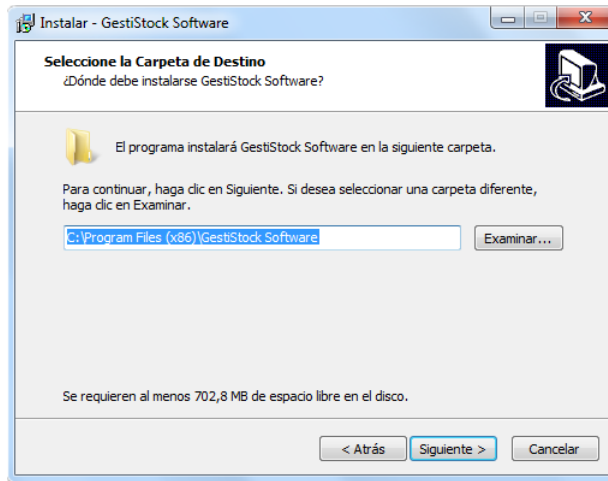 Instalar - GestiStock Software
Seleccione la Carpeta de Destino
¿Dónde debe instalarse GestiStock Software?
El programa instalará GestiStock Software en la siguiente carpeta.
Para continuar, haga clic en Siguiente. Si desea seleccionar una carpeta diferente,
haga clic en Examinar.
C:\Program Files (x86)\GestiStock Software
Examinar...
Se requieren al menos 702,8 MB de espacio libre en el disco.
< Atrás
Siguiente >
Cancelar